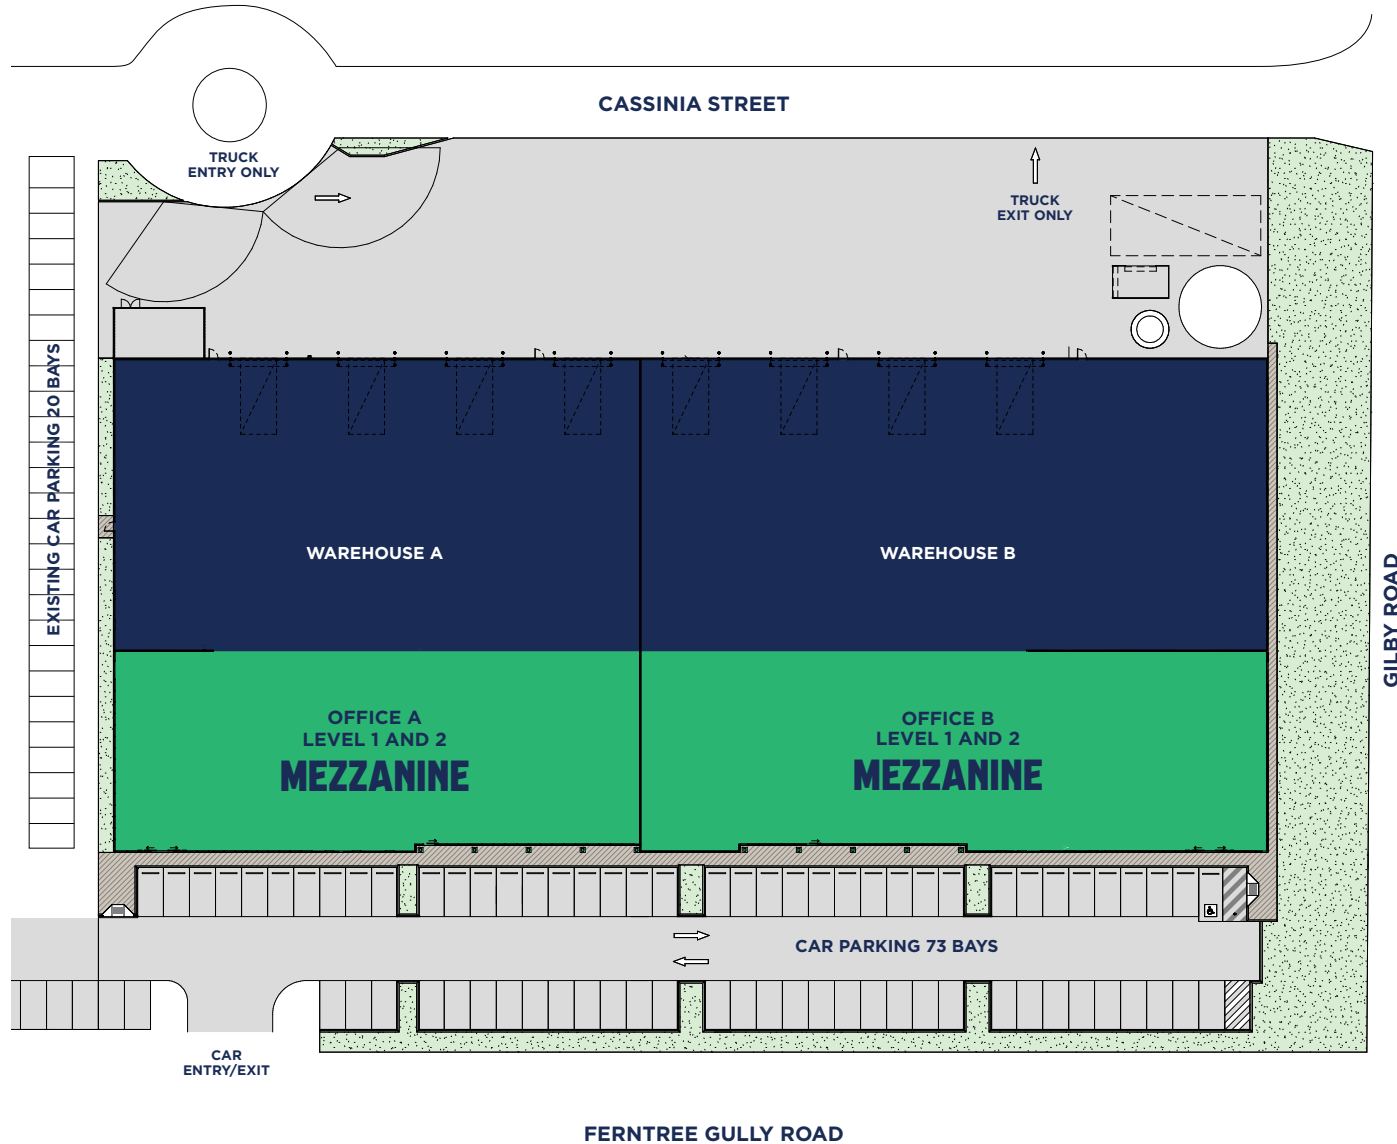 CASSINIA STREET
TRUCK
ENTRY ONLY
TRUCK
EXIT ONLY
EXISTING CAR PARKING 20 BAYS
WAREHOUSE A
WAREHOUSE B
GILBY ROAD
OFFICE A
LEVEL 1 AND 2
MEZZANINE
OFFICE B
LEVEL 1 AND 2
MEZZANINE
CAR PARKING 73 BAYS
CAR
ENTRY/EXIT
FERNTREE GULLY ROAD